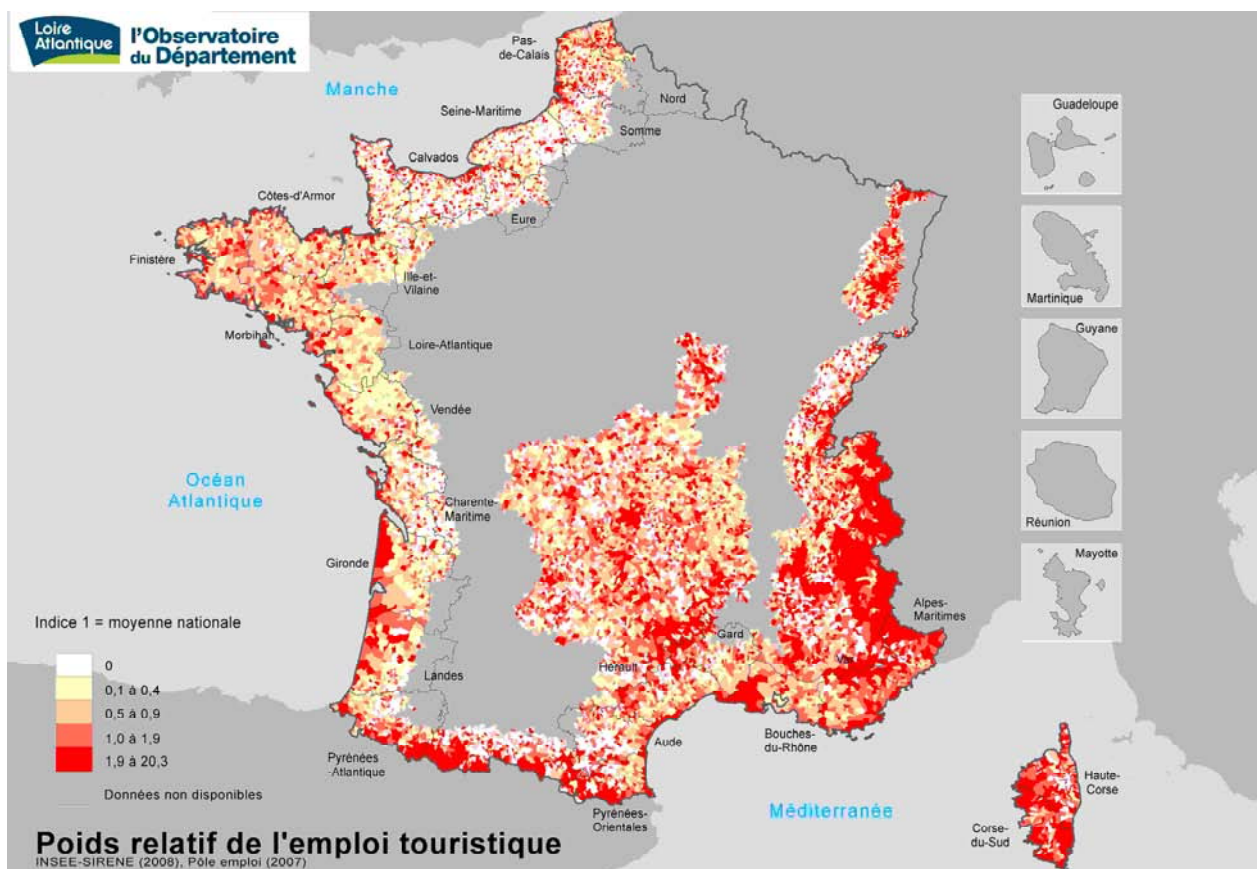 Loire
Atlantique
l'Observatoire
du Département
Pas-
de-Calais
Manche
Nord
Seine-Maritime
Somme
Calvados
Côtes-d'Armor
Eure
Finistère
Ille-et-
Vilaine
Morbihan
Loire-Atlantique
Vendée
Océan
Atlantique
Charente-
Maritime
Gironde
Indice 1 = moyenne nationale
0
0,1 à 0,4
0,5 à 0,9
1,0 à 1,9
1,9 à 20,3
Données non disponibles
Landes
Gard
Hérault
Var
Alpes-
Maritimes
Aude
Bouches-
du-Rhône
Pyrénées
-Atlantique
Pyrénées-
Orientales
Méditerranée
Haute-
Corse
Corse-
du-Sud
Guadeloupe
Martinique
Guyane
Réunion
Mayotte
Poids relatif de l'emploi touristique
INSEE-SIRENE (2008), Pôle emploi (2007)